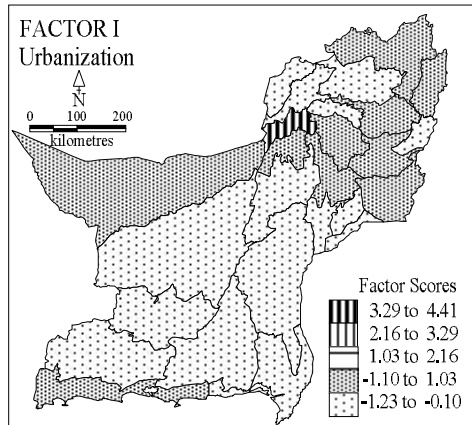 FACTOR I
Urbanization
N
0 100 200
kilometres
Factor Scores
3.29 to 4.41
2.16 to 3.29
1.03 to 2.16
-1.10 to 1.03
-1.23 to -0.10